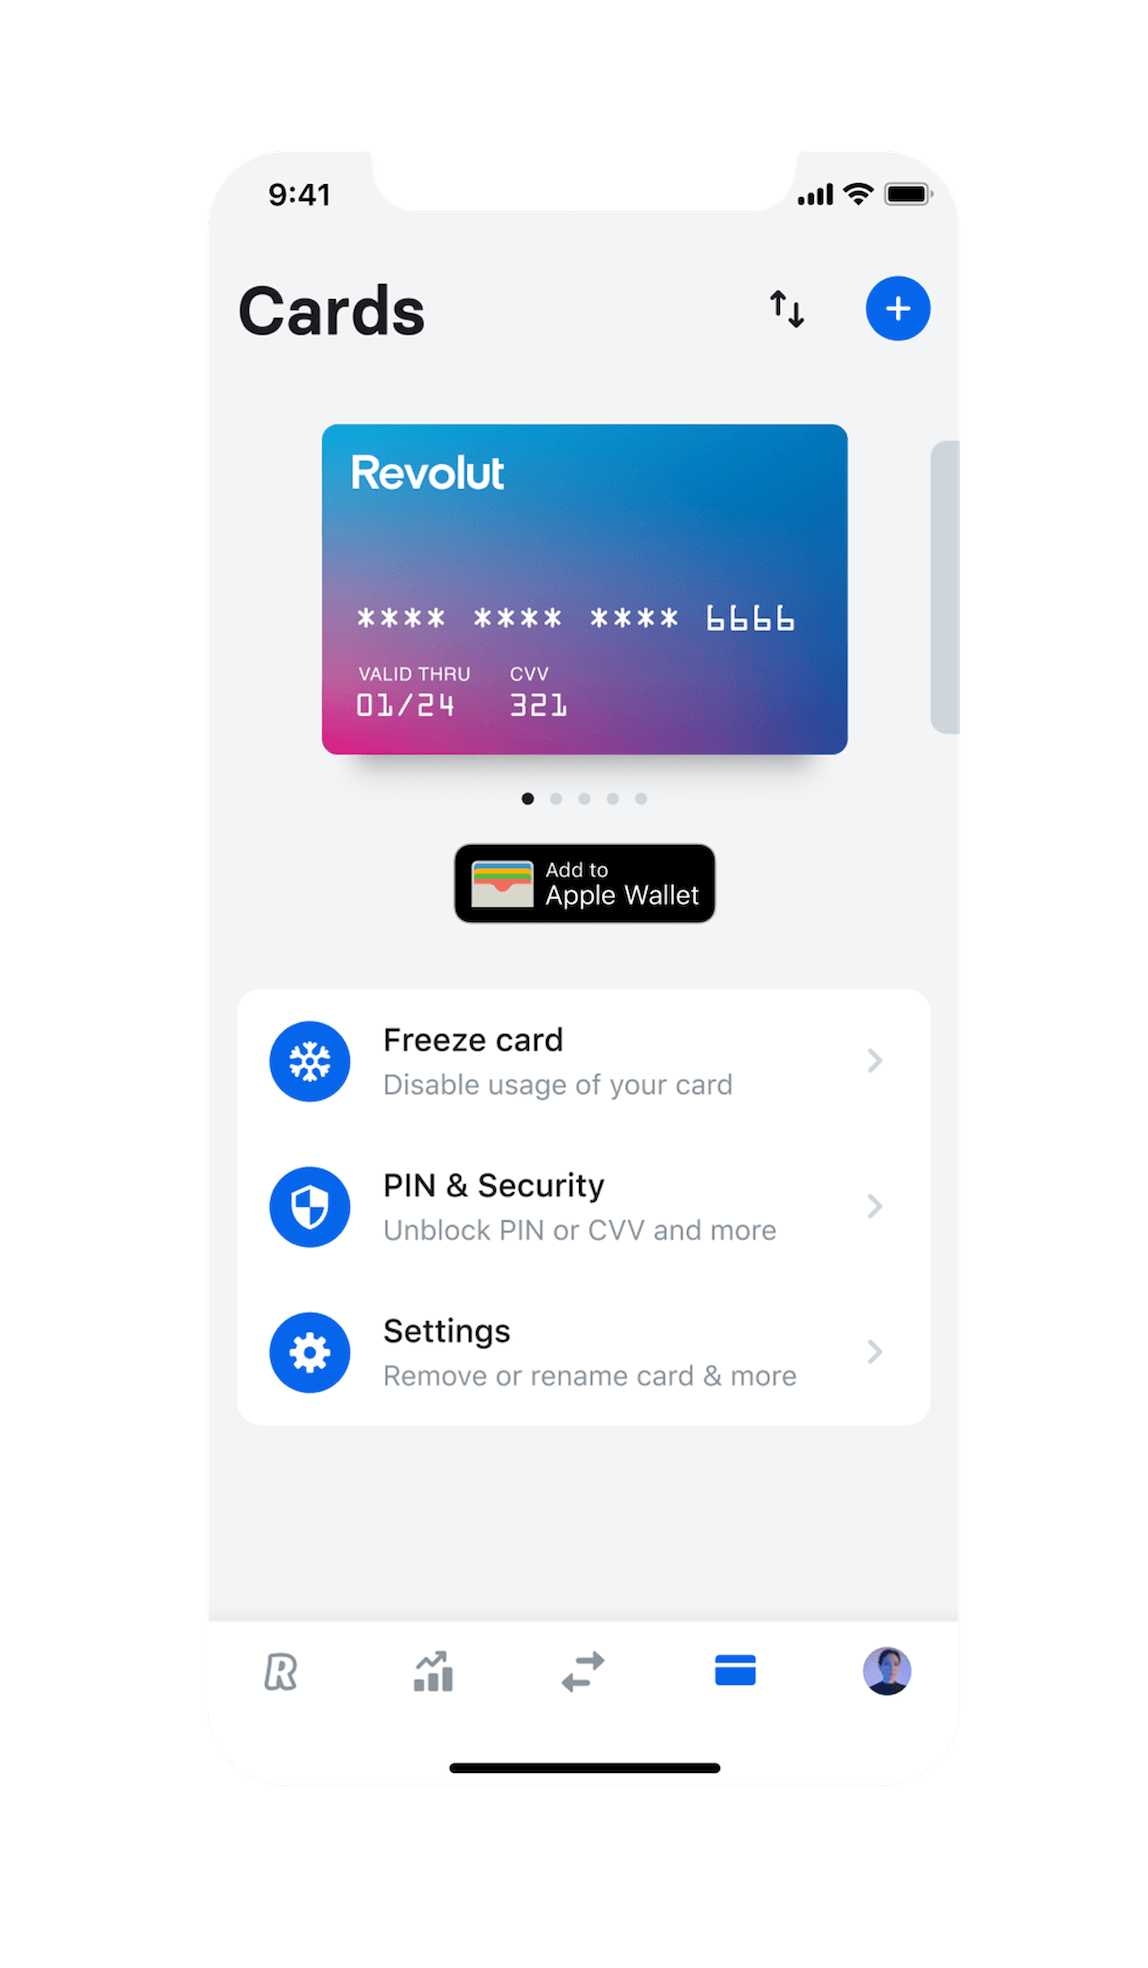 9:41
Cards
Revolut
**** **** **** 6666
VALID THRU CVV
01/24 321
Add to
Apple Wallet
Freeze card
Disable usage of your card
PIN & Security
Unblock PIN or CVV and more
Settings
Remove or rename card & more
R